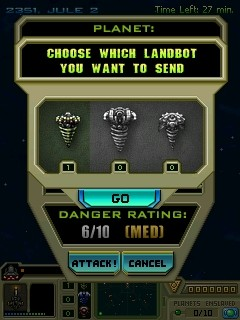 2351, JULE 2
Time Left: 27 min.
PLANET:
CHOOSE WHICH LANDBOT
YOU WANT TO SEND
1 0 0
GO
DANGER RATING:
6/10 (MED)
ATTACK! CANCEL
PLANETS ENSLAVED
0/10